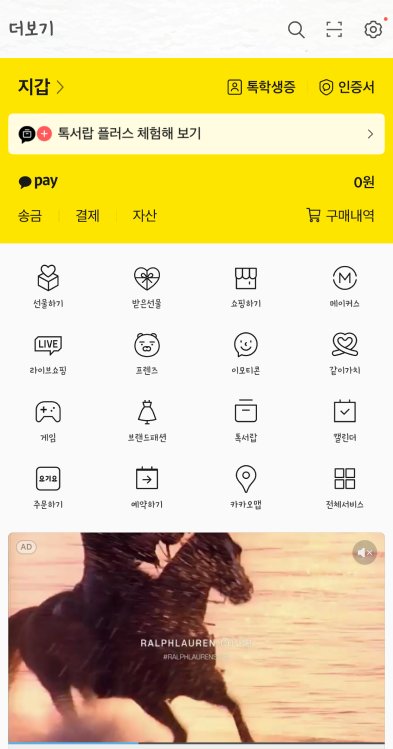 더보기
지갑
톡학생증
인증서
톡서랍 플러스 체험해 보기
pay
0원
송금
결제
자산
구매내역
선물하기
받은선물
쇼핑하기
메이커스
LIVE
라이브쇼핑
프렌즈
이모티콘
같이가치
게임
브랜드패션
톡서랍
캘린더
요기요
주문하기
예약하기
카카오맵
전체서비스
AD
RALPHLAUREN